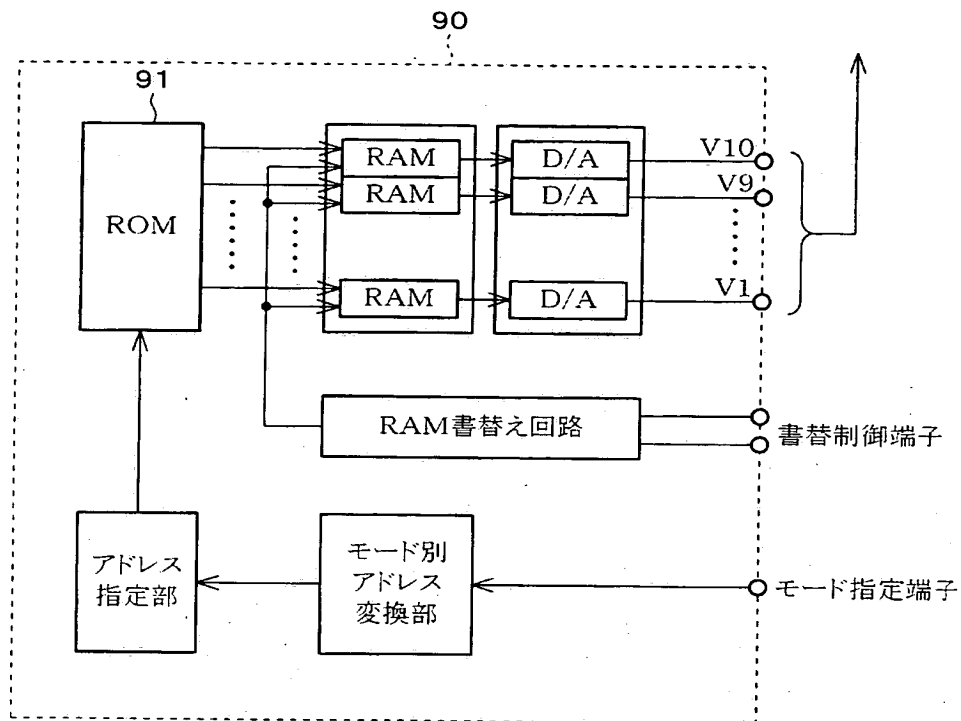 90
91
ROM
RAM
D/A
V10
RAM
D/A
V9
RAM
D/A
V1
RAM書替え回路
書替制御端子
アドレス
指定部
モード別
アドレス
変換部
モード指定端子